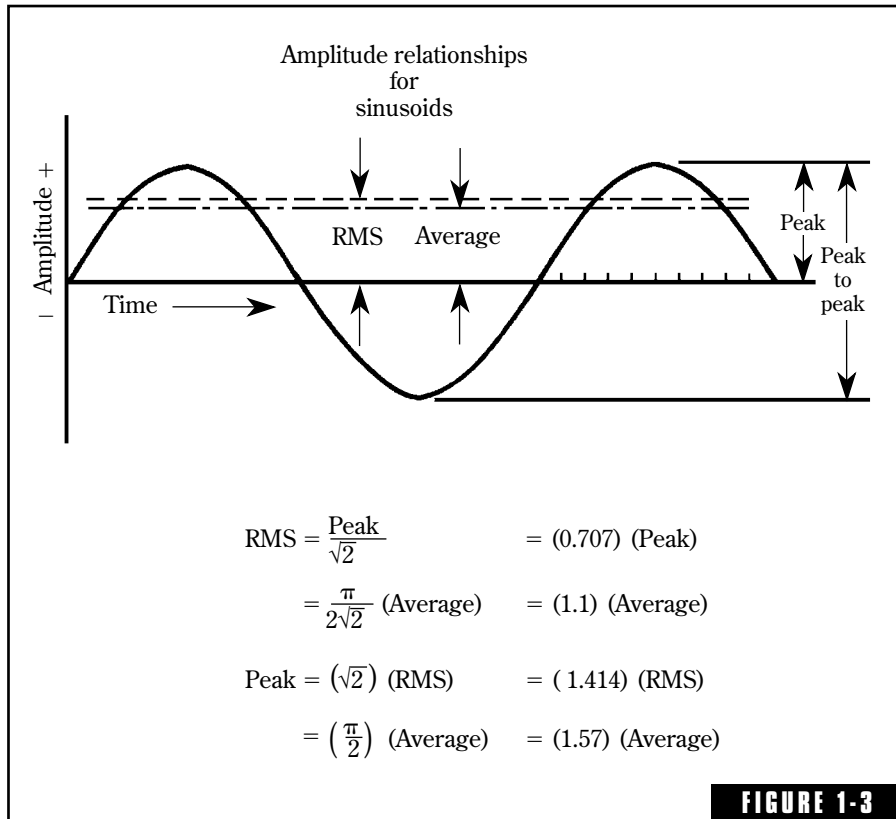 Amplitude relationships
for
sinusoids
− Amplitude +
RMS
Average
Peak
Peak
to
peak
Time
RMS = Peak/√2 = (0.707) (Peak)
= π/2√2 (Average) = (1.1) (Average)
Peak = (√2) (RMS) = ( 1.414) (RMS)
= (π/2) (Average) = (1.57) (Average)
FIGURE 1-3